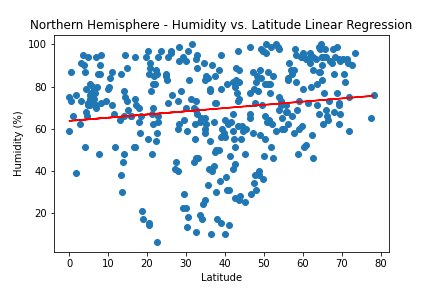 Northern Hemisphere - Humidity vs. Latitude Linear Regression
100
80
60
40
20
Humidity (%)
0 10 20 30 40 50 60 70 80
Latitude